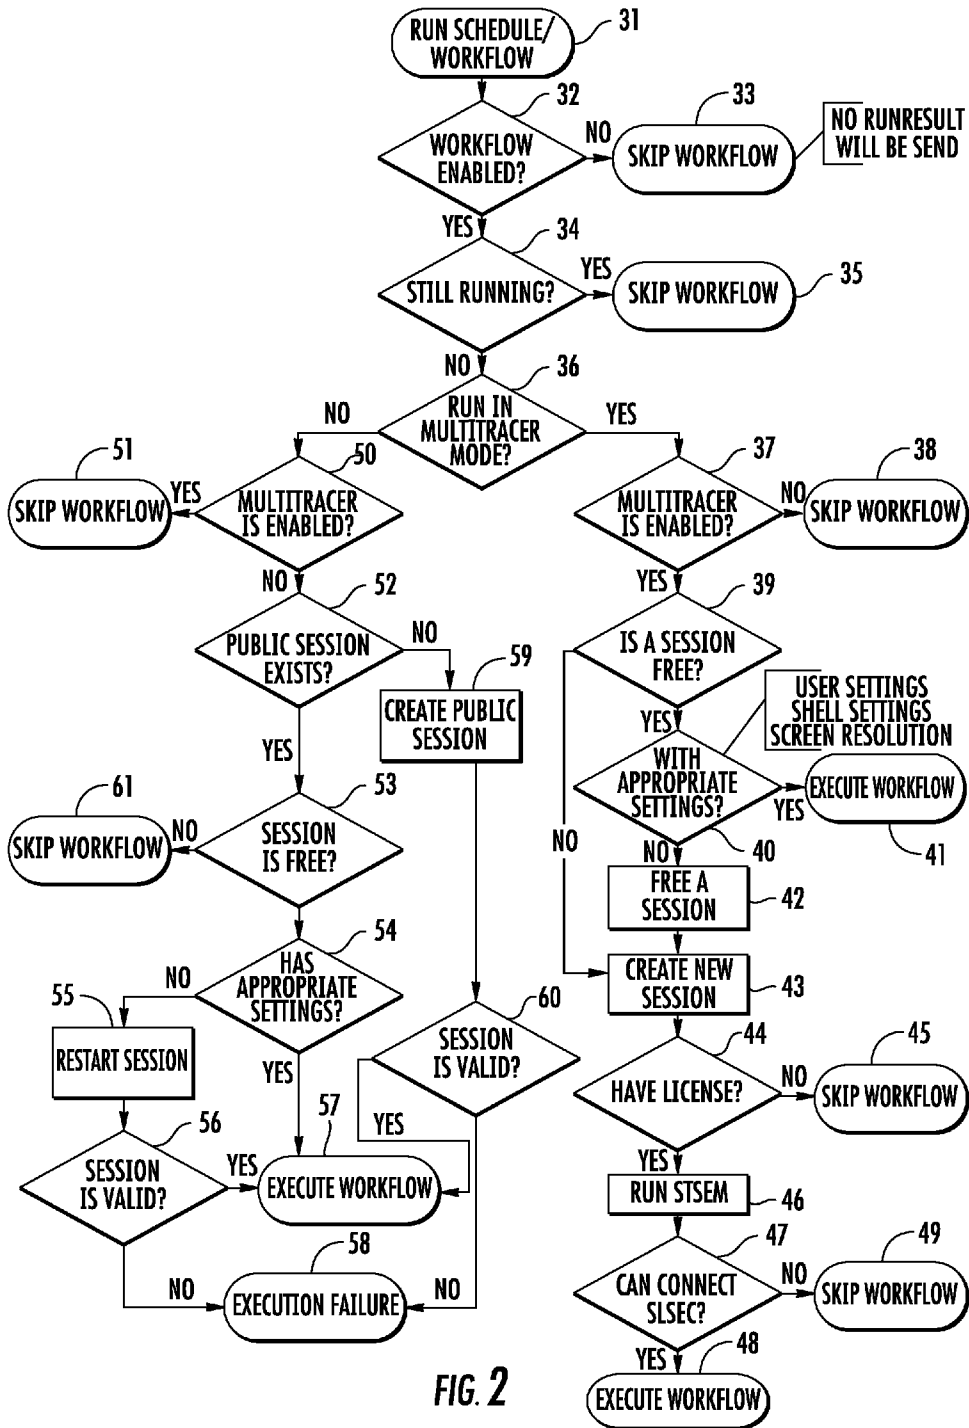 RUN SCHEDULE/
WORKFLOW
31
32
WORKFLOW
ENABLED?
NO
33
SKIP WORKFLOW
NO RUNRESULT
WILL BE SEND
YES
34
STILL RUNNING?
YES
SKIP WORKFLOW
35
NO
36
RUN IN
MULTITRACER
MODE?
NO
YES
51
SKIP WORKFLOW
YES
50
MULTITRACER
IS ENABLED?
37
MULTITRACER
IS ENABLED?
NO
38
SKIP WORKFLOW
NO
52
PUBLIC SESSION
EXISTS?
NO
59
CREATE PUBLIC
SESSION
YES
39
IS A SESSION
FREE?
USER SETTINGS,
SHELL SETTINGS
SCREEN RESOLUTION
YES
YES
WITH
APPROPRIATE
SETTINGS?
YES
EXECUTE WORKFLOW
40
41
61
SKIP WORKFLOW
NO
53
SESSION
IS FREE?
NO
NO
FREE A
SESSION
42
54
HAS
APPROPRIATE
SETTINGS?
NO
CREATE NEW
SESSION
43
55
RESTART SESSION
YES
60
SESSION
IS VALID?
44
HAVE LICENSE?
NO
45
SKIP WORKFLOW
56
SESSION
IS VALID?
YES
57
EXECUTE WORKFLOW
YES
YES
RUN STSEM
46
58
NO
EXECUTION FAILURE
NO
47
CAN CONNECT
SLSEC?
NO
49
SKIP WORKFLOW
YES
48
EXECUTE WORKFLOW
FIG. 2